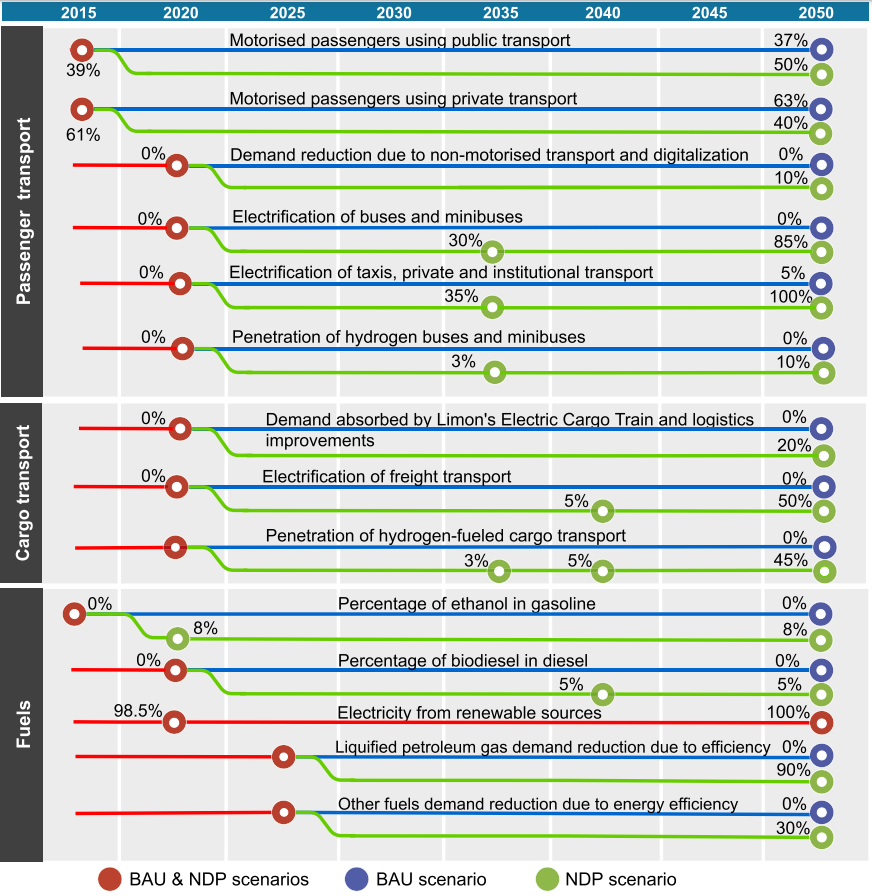 2015 2020 2025 2030 2035 2040 2045 2050
Passenger transport
Motorised passengers using public transport 37%
39% 50%
Motorised passengers using private transport 63%
61% 40%
0% Demand reduction due to non-motorised transport and digitalization 0%
10%
0% Electrification of buses and minibuses 0%
30% 85%
0% Electrification of taxis, private and institutional transport 5%
35% 100%
0% Penetration of hydrogen buses and minibuses 0%
3% 10%
Cargo transport
0% Demand absorbed by Limon's Electric Cargo Train and logistics 0%
improvements 20%
0% Electrification of freight transport 0%
5% 50%
Penetration of hydrogen-fueled cargo transport 0%
3% 5% 45%
Fuels
0% Percentage of ethanol in gasoline 0%
8% 8%
0% Percentage of biodiesel in diesel 0%
5% 5%
98.5% Electricity from renewable sources 100%
Liquified petroleum gas demand reduction due to efficiency 0%
90%
Other fuels demand reduction due to energy efficiency 0%
30%
BAU & NDP scenarios BAU scenario NDP scenario